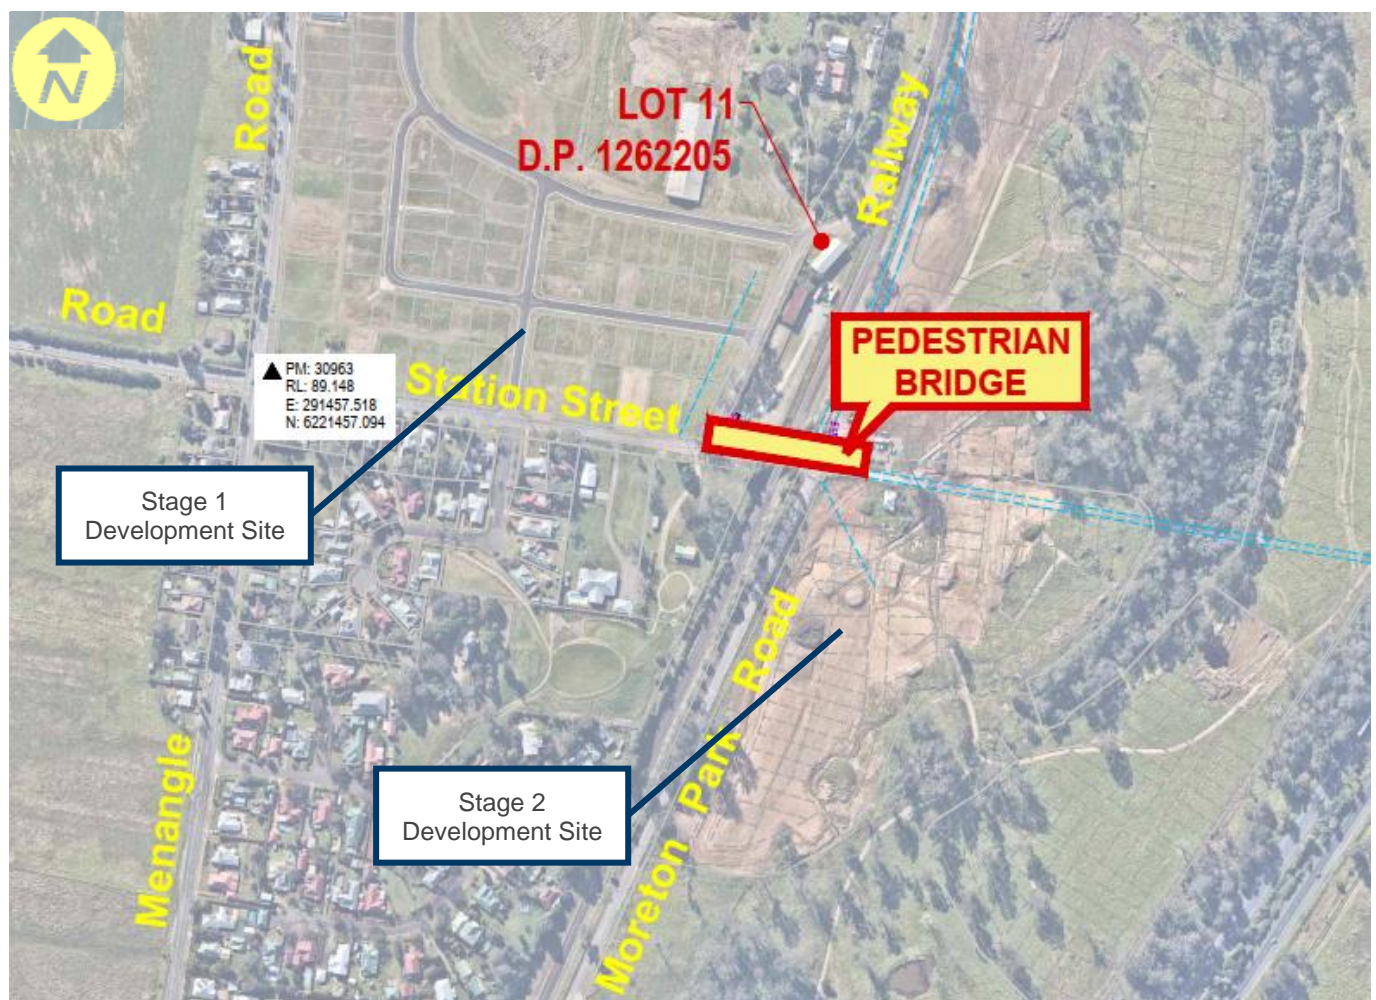 N
Road
LOT 11
D.P. 1262205
Railway
Road
PEDESTRIAN
BRIDGE
PM: 30963
RL: 89.148
E: 291457.518
N: 6221457.094
Station Street
Stage 1
Development Site
Road
Park
Moreton
Menangle
Stage 2
Development Site